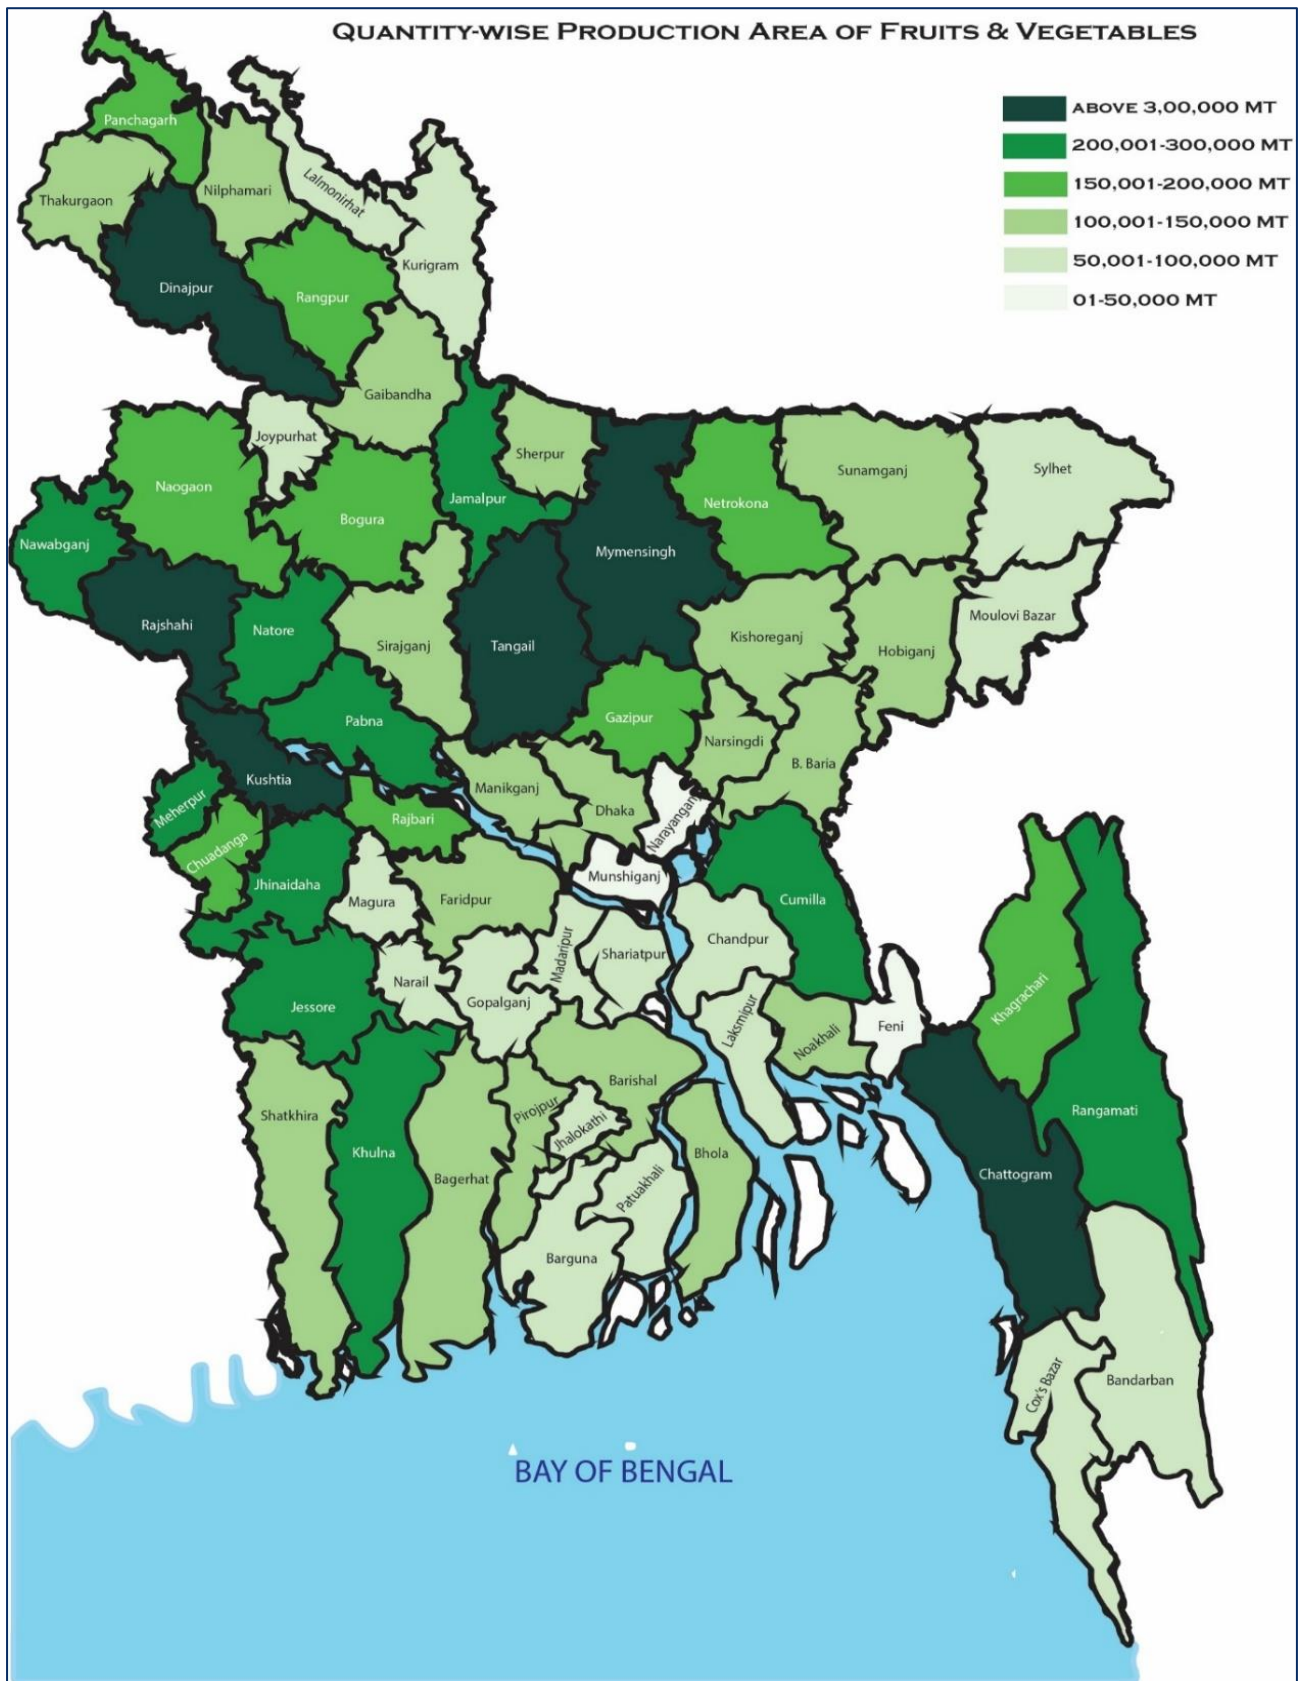 QUANTITY-WISE PRODUCTION AREA OF FRUITS & VEGETABLES
ABOVE 3,00,000 MT
200,001-300,000 MT
150,001-200,000 MT
100,001-150,000 MT
50,001-100,000 MT
01-50,000 MT
Panchagarh
Thakurgaon
Nilphamari
Lalmonirhat
Kurigram
Dinajpur
Rangpur
Gaibandha
Joypurhat
Sherpur
Sunamganj
Sylhet
Naogaon
Bogura
Jamalpur
Netrokona
Nawabganj
Mymensingh
Rajshahi
Natore
Sirajganj
Tangail
Kishoreganj
Hobiganj
Moulovi Bazar
Pabna
Gazipur
Narsingdi
B. Baria
Kushtia
Manikganj
Dhaka
Narayanganj
Meherpur
Rajbari
Chuadanga
Jhinaidaha
Magura
Faridpur
Munshiganj
Cumilla
Chandpur
Madaripur
Shariatpur
Narail
Gopalganj
Jessore
Laksmipur
Noakhali
Feni
Khagrachari
Rangamati
Barishal
Pirojpur
Jhalokathi
Shatkhira
Khulna
Bagerhat
Bhola
Patuakhali
Barguna
Chattogram
Cox's Bazar
Bandarban
BAY OF BENGAL